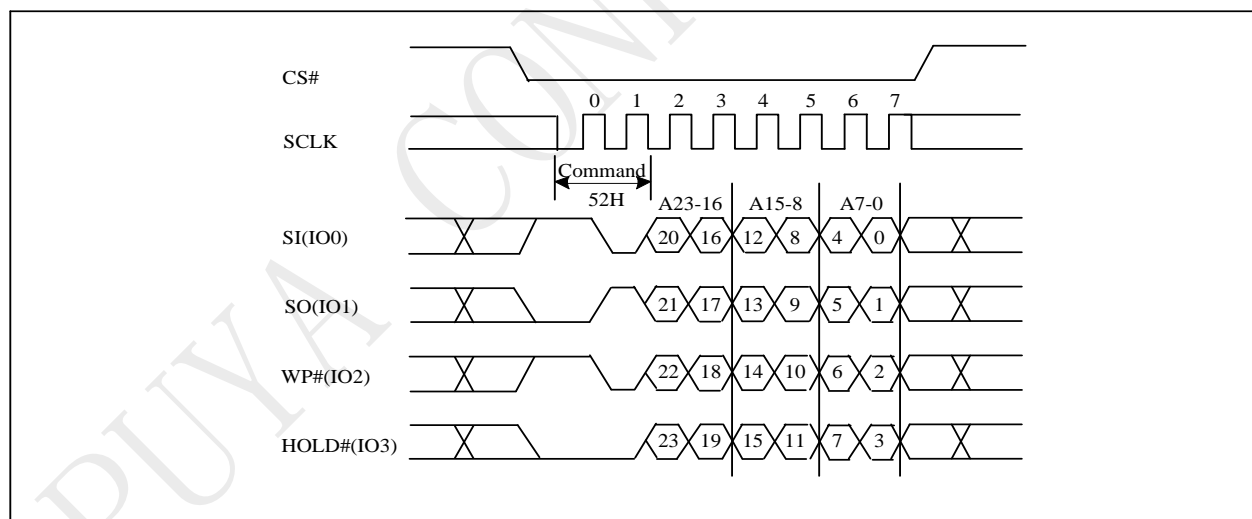 CS#
0 1 2 3 4 5 6 7
SCLK
Command
52H
A23-16 A15-8 A7-0
SI(IO0) 20 16 12 8 4 0
SO(IO1) 21 17 13 9 5 1
WP#(IO2) 22 18 14 10 6 2
HOLD#(IO3) 23 19 15 11 7 3
PUYA CON